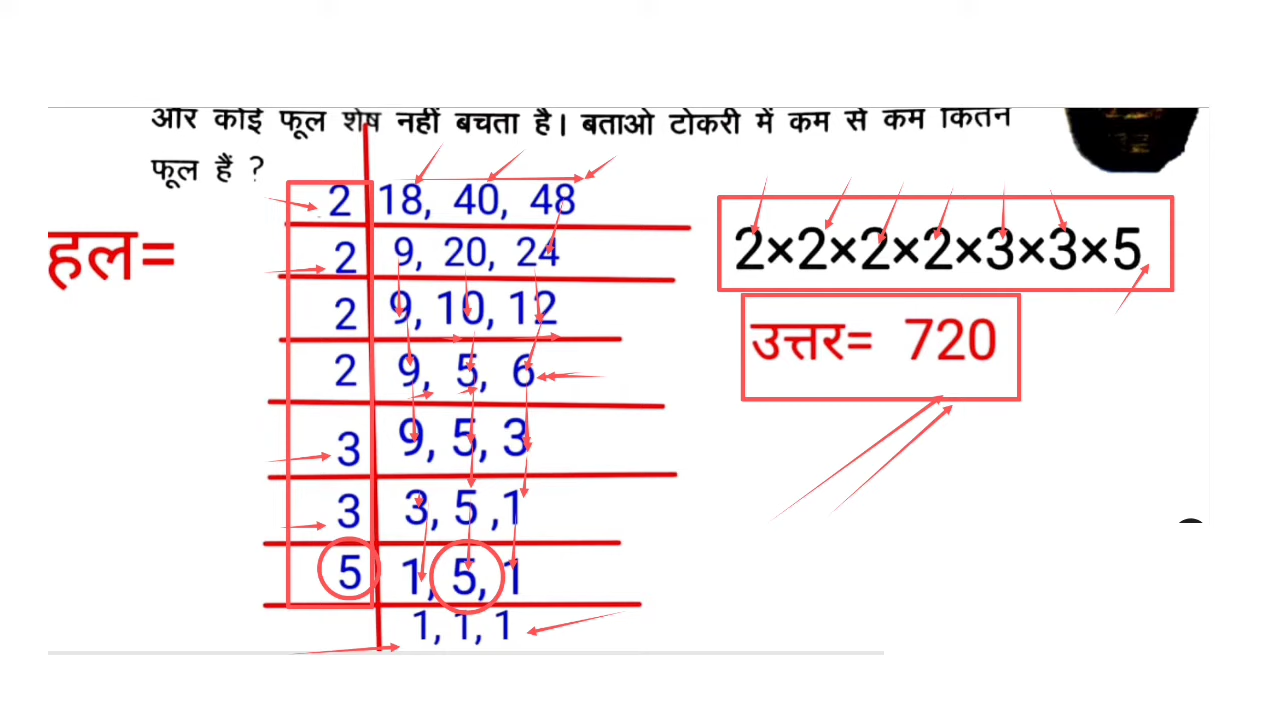 और कोई फूल शेष नहीं बचता है। बताओ टोकरी में कम से कम कितने
फूल हैं ?
हल=
2 18, 40, 48
2 9, 20, 24
2 9, 10, 12
2 9, 5, 6
3 9, 5, 3
3 3, 5 ,1
5 1, 5, 1
1, 1, 1
2×2×2×2×3×3×5
उत्तर= 720